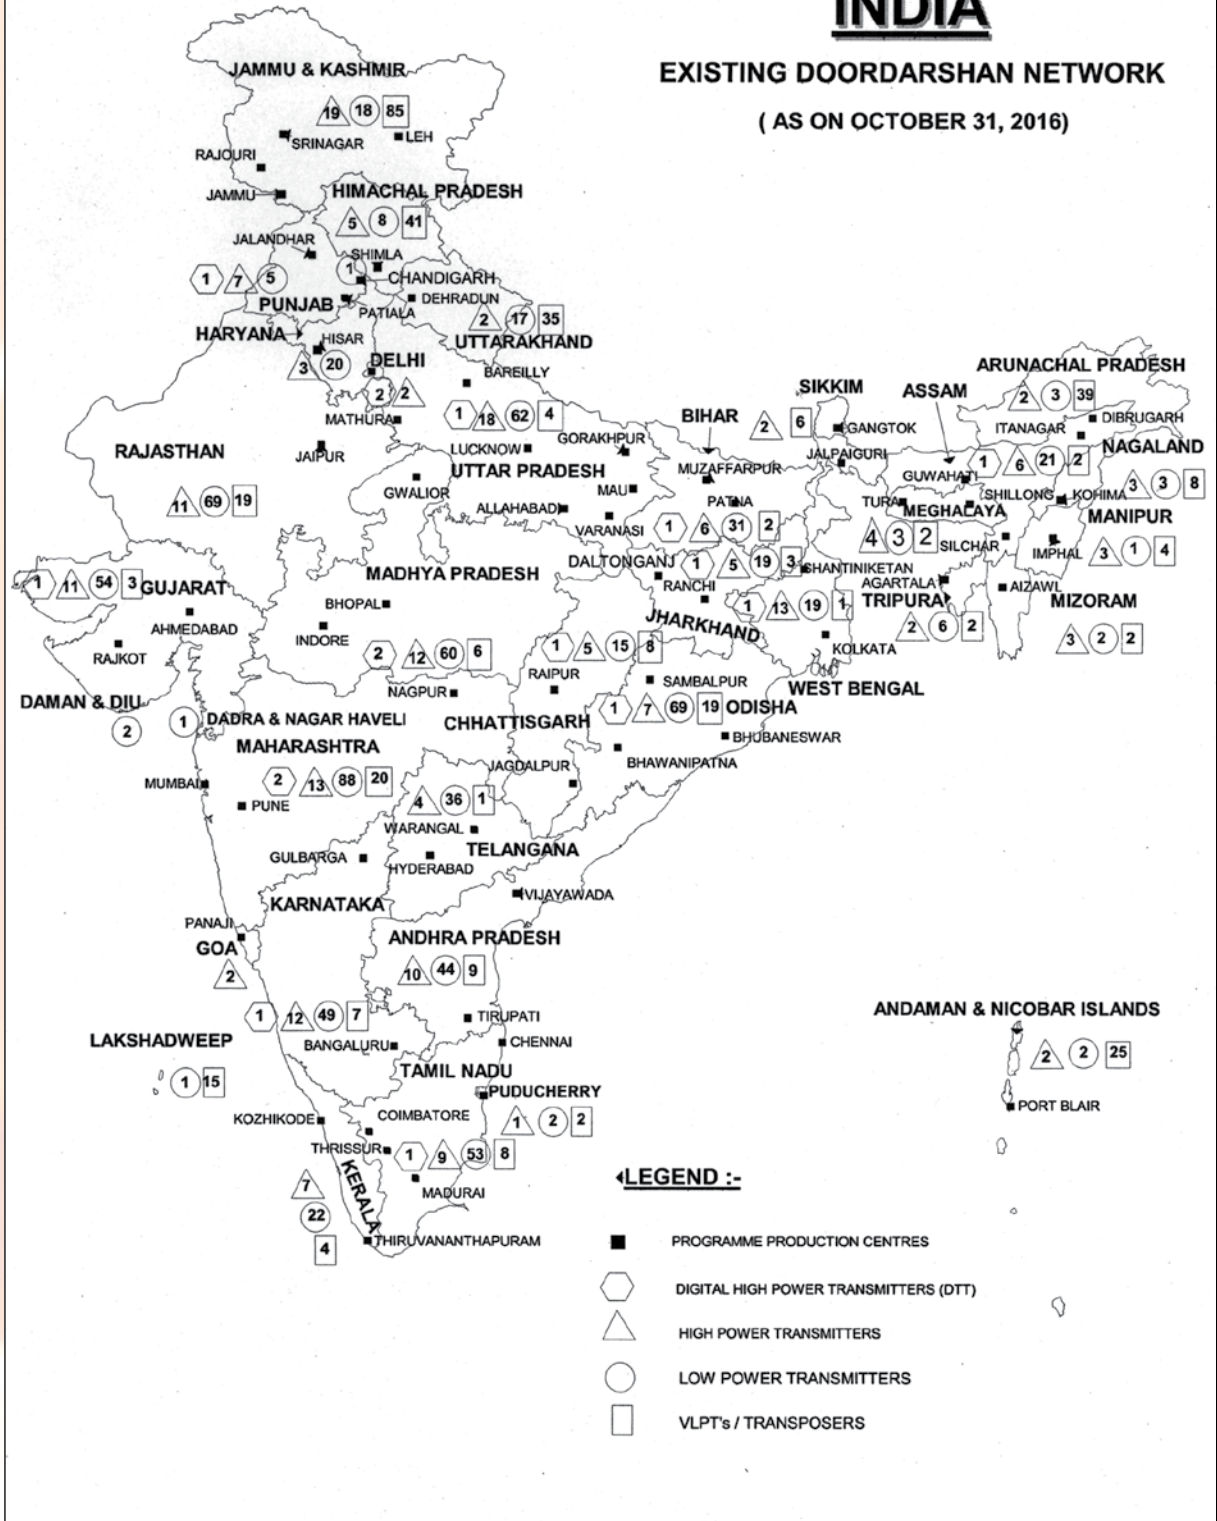 INDIA
EXISTING DOORDARSHAN NETWORK
( AS ON OCTOBER 31, 2016)
JAMMU & KASHMIR
19 18 85
SRINAGAR
LEH
RAJOURI
JAMMU
HIMACHAL PRADESH
5 8 41
JALANDHAR
SHIMLA
1 7 5
1
CHANDIGARH
PUNJAB
PATIALA
DEHRADUN
2 17 35
UTTARAKHAND
HARYANA
HISAR
3 20
DELHI
2 2
BAREILLY
MATHURA
1 18 62 4
LUCKNOW
GORAKHPUR
UTTAR PRADESH
MAU
ALLAHABAD
VARANASI
RAJASTHAN
JAIPUR
11 69 19
GWALIOR
BIHAR
MUZAFFARPUR
PATNA
1 6 31 2
SIKKIM
2 6
GANGTOK
JALPAIGURI
ASSAM
GUWAHATI
1 6 21 2
ARUNACHAL PRADESH
2 3 39
ITANAGAR
DIBRUGARH
NAGALAND
KOHIMA
3 3 8
TURA
SHILLONG
MEGHALAYA
4 3 2
SILCHAR
MANIPUR
IMPHAL
3 1 4
AGARTALA
TRIPURA
2 6 2
AIZAWL
MIZORAM
3 2 2
DALTONGANJ
1 5 19 3
RANCHI
JHARKHAND
SHANTINIKETAN
1 13 19 1
KOLKATA
WEST BENGAL
1 11 54 3
GUJARAT
AHMEDABAD
RAJKOT
MADHYA PRADESH
BHOPAL
INDORE
2 12 60 6
1 5 15 8
RAIPUR
CHHATTISGARH
JAGDALPUR
SAMBALPUR
1 7 69 19
ODISHA
BHUBANESWAR
BHAWANIPATNA
DAMAN & DIU
2
1
DADRA & NAGAR HAVELI
NAGPUR
MAHARASHTRA
2 13 88 20
MUMBAI
PUNE
4 36 1
WARANGAL
TELANGANA
HYDERABAD
GULBARGA
KARNATAKA
VIJAYAWADA
PANAJI
GOA
2
ANDHRA PRADESH
10 44 9
1 12 49 7
BANGALURU
TIRUPATI
CHENNAI
TAMIL NADU
LAKSHADWEEP
1 15
PUDUCHERRY
1 2 2
KOZHIKODE
COIMBATORE
THRISSUR
1 9 53 8
MADURAI
KERALA
7
22
4
THIRUVANANTHAPURAM
ANDAMAN & NICOBAR ISLANDS
2 2 25
PORT BLAIR
LEGEND :-
PROGRAMME PRODUCTION CENTRES
DIGITAL HIGH POWER TRANSMITTERS (DTT)
HIGH POWER TRANSMITTERS
LOW POWER TRANSMITTERS
VLPT's / TRANSPOSERS